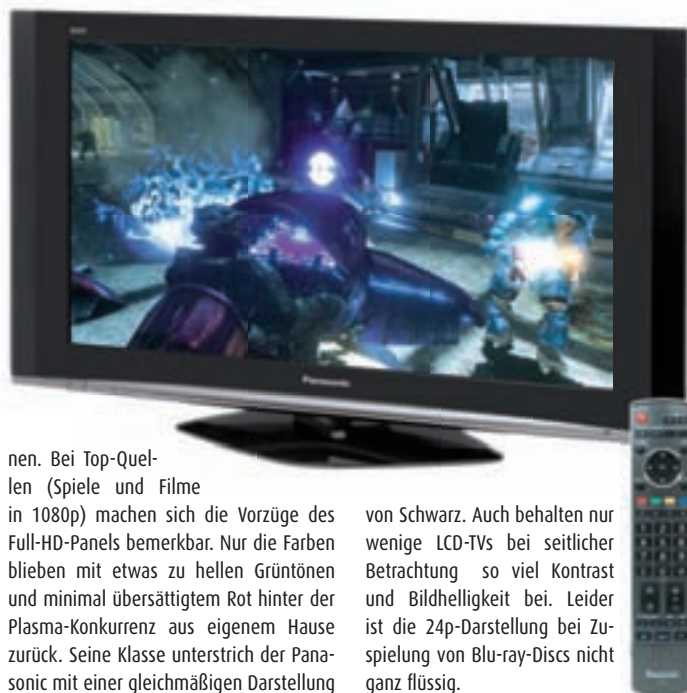 Panasonic
nen. Bei Top-Quel-
len (Spiele und Filme
in 1080p) machen sich die Vorzüge des
Full-HD-Panels bemerkbar. Nur die Farben
blieben mit etwas zu hellen Grüntönen
und minimal übersättigtem Rot hinter der
Plasma-Konkurrenz aus eigenem Hause
zurück. Seine Klasse unterstrich der Pana-
sonic mit einer gleichmäßigen Darstellung
von Schwarz. Auch behalten nur
wenige LCD-TVs bei seitlicher
Betrachtung so viel Kontrast
und Bildhelligkeit bei. Leider
ist die 24p-Darstellung bei Zu-
spielung von Blu-ray-Discs nicht
ganz flüssig.
Panasonic